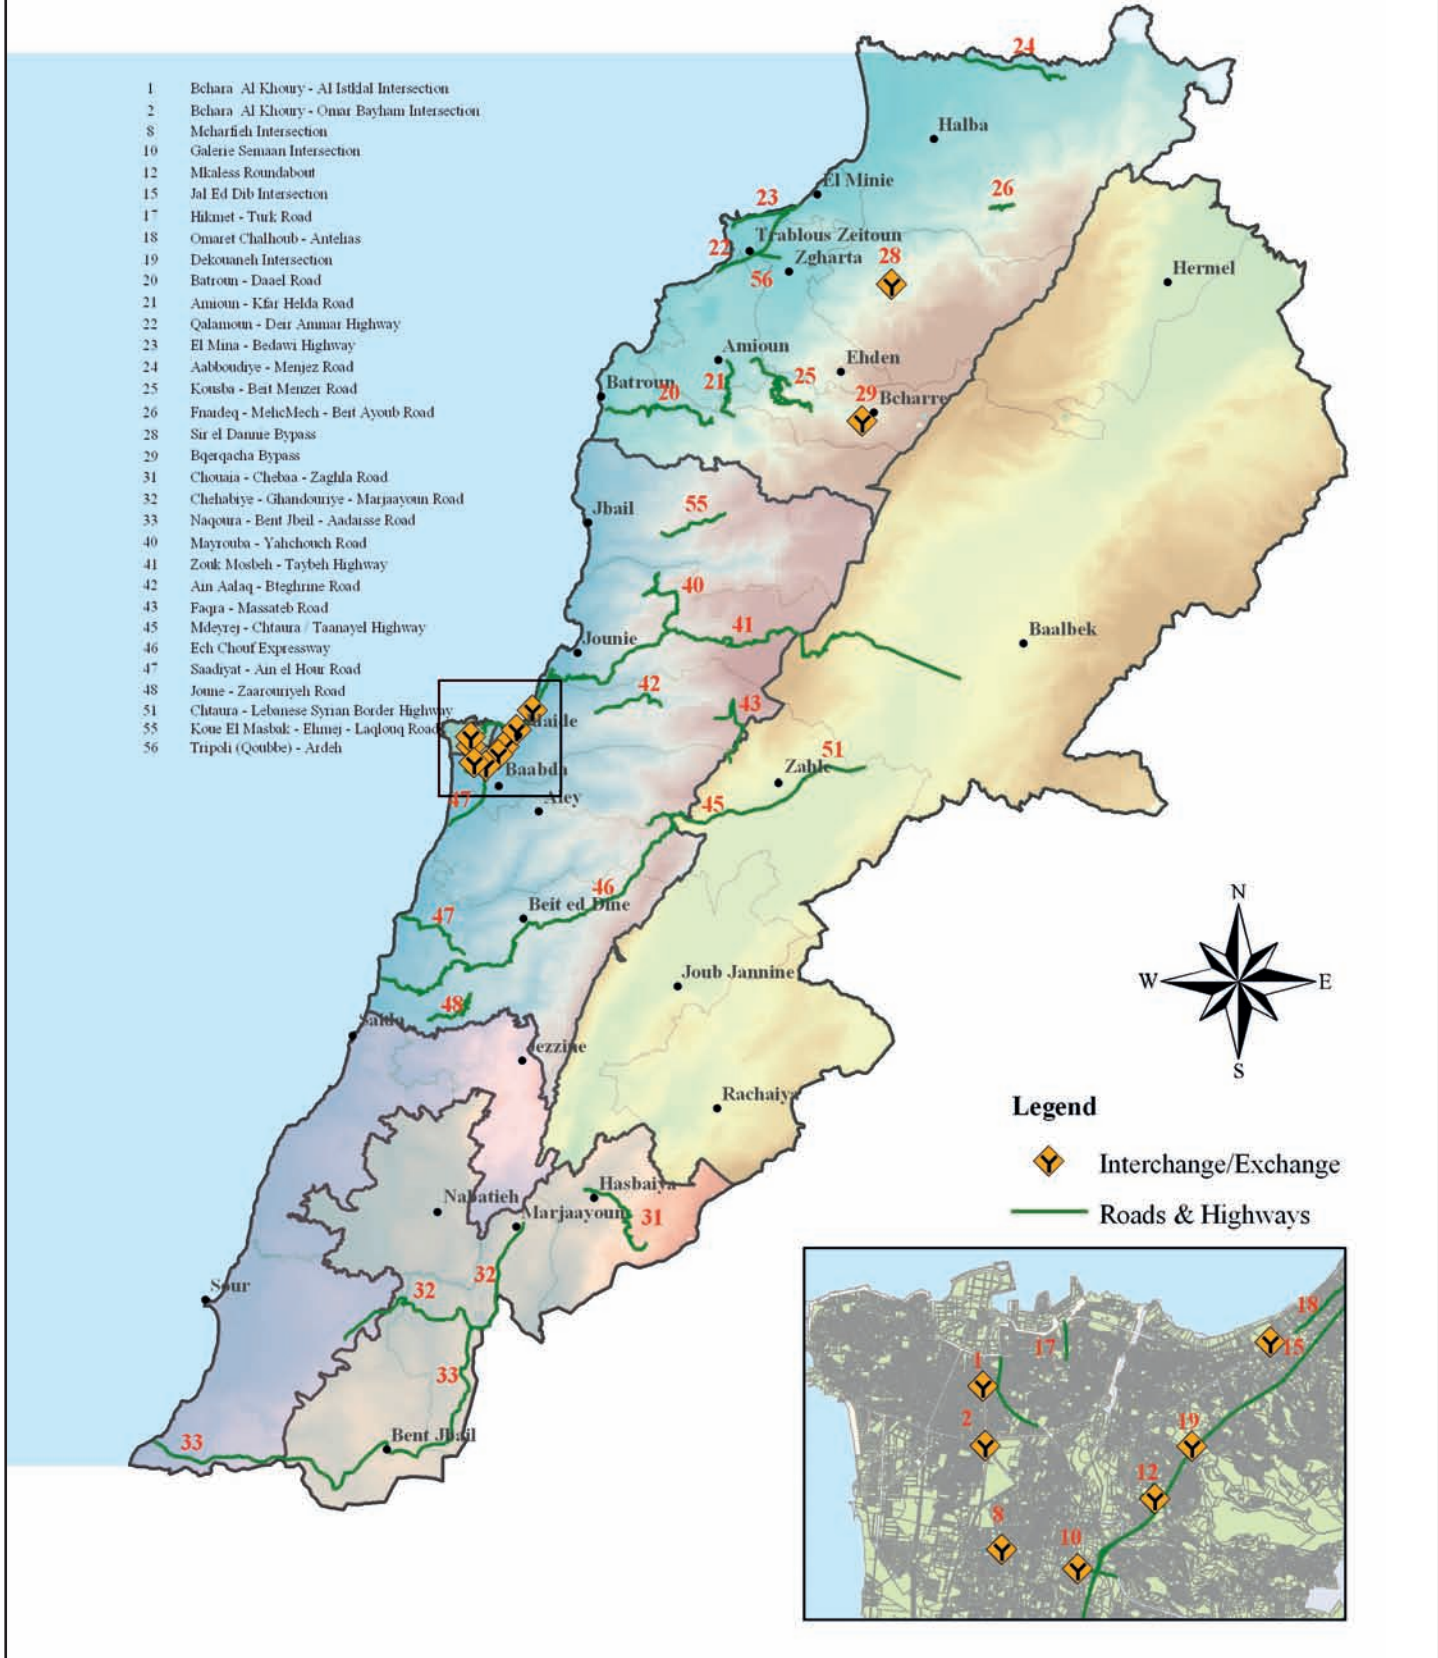 1 Bchara Al Khoury - Al Istklal Intersection
2 Bchara Al Khoury - Omar Bayham Intersection
8 Mcharfieh Intersection
10 Galerie Semaan Intersection
12 Mkaless Roundabout
15 Jal Ed Dib Intersection
17 Hikmet - Turk Road
18 Omaret Chalhoub - Antelias
19 Dekouaneh Intersection
20 Batroun - Daael Road
21 Amioun - Kfar Helda Road
22 Qalamoun - Deir Ammar Highway
23 El Mina - Bedawi Highway
24 Aabboudiye - Menjez Road
25 Kousba - Beit Menzer Road
26 Fnaideq - MehcMech - Beit Ayoub Road
28 Sir el Dannie Bypass
29 Bqerqacha Bypass
31 Chouaia - Chebaa - Zaghla Road
32 Chehabiye - Ghandouriye - Marjaayoun Road
33 Naqoura - Bent Jbeil - Aadaisse Road
40 Mayrouba - Yahchouch Road
41 Zouk Mosbeh - Taybeh Highway
42 Ain Aalaq - Bteghrine Road
43 Faqra - Massateb Road
45 Mdeyrej - Chtaura / Taanayel Highway
46 Ech Chouf Expressway
47 Saadiyat - Ain el Hour Road
48 Joune - Zaarouriyeh Road
51 Chtaura - Lebanese Syrian Border Highway
55 Koue El Masbak - Ehmej - Laqlouq Road
56 Tripoli (Qoubbe) - Ardeh
24
Halba
El Minie
26
23
Trablous Zeitoun
22
Zgharta
28
56
Hermel
Amioun
Ehden
21
25
Batroun
20
29
Bcharre
55
Jbail
40
41
Baalbek
Jounie
42
43
51
Baabda
Zahle
47
Aley
45
46
Beit ed Dine
47
Joub Jannine
48
Saida
Jezzine
Rachaiya
Hasbaiya
Nabatieh
Marjaayoun
31
32
Sour
32
33
Bent Jbail
33
N
W
E
S
Legend
Interchange/Exchange
Roads & Highways
18
17
15
1
2
19
12
8
10